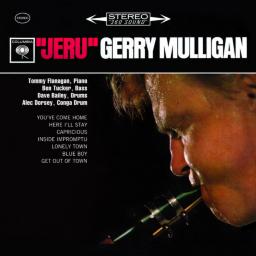 STEREO
"360 SOUND"
COLUMBIA
"JERU" GERRY MULLIGAN
Tommy Flanagan, Piano
Ben Tucker, Bass
Dave Bailey, Drums
Alec Dorsey, Conga Drum
YOU'VE COME HOME
HERE I'LL STAY
CAPRICIOUS
INSIDE IMPROMPTU
LONELY TOWN
BLUE BOY
GET OUT OF TOWN